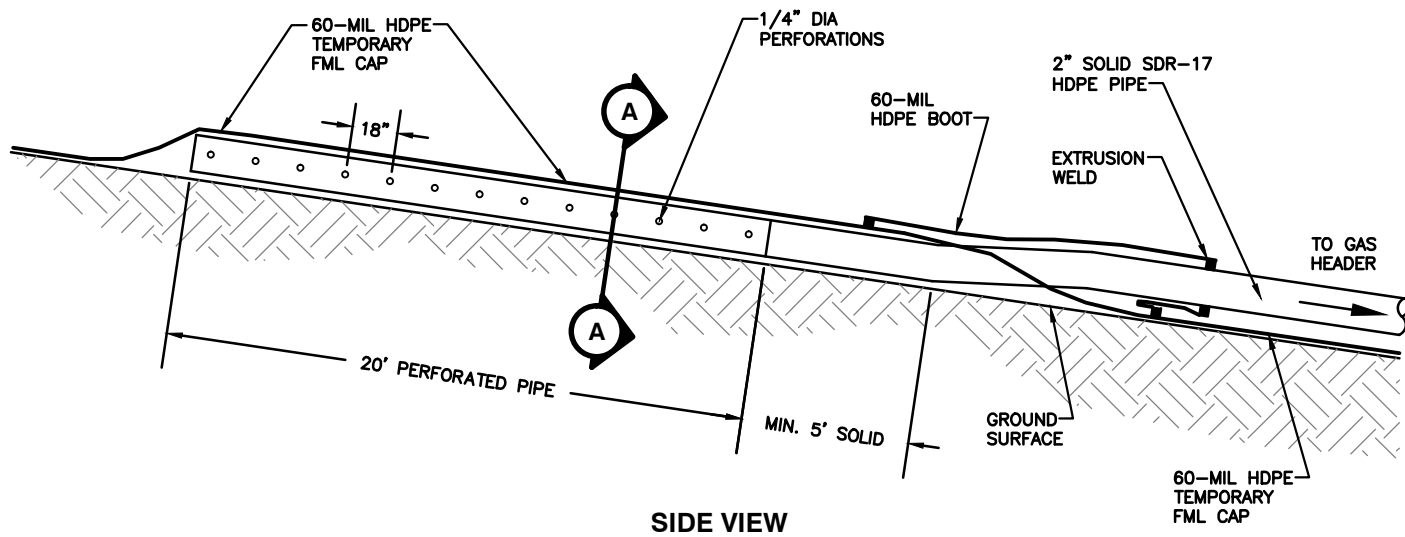 60-MIL HDPE
TEMPORARY
FML CAP
1/4" DIA
PERFORATIONS
2" SOLID SDR-17
HDPE PIPE
60-MIL
HDPE BOOT
EXTRUSION
WELD
18"
A
TO GAS
HEADER
A
20' PERFORATED PIPE
MIN. 5' SOLID
GROUND
SURFACE
60-MIL HDPE
TEMPORARY
FML CAP
SIDE VIEW